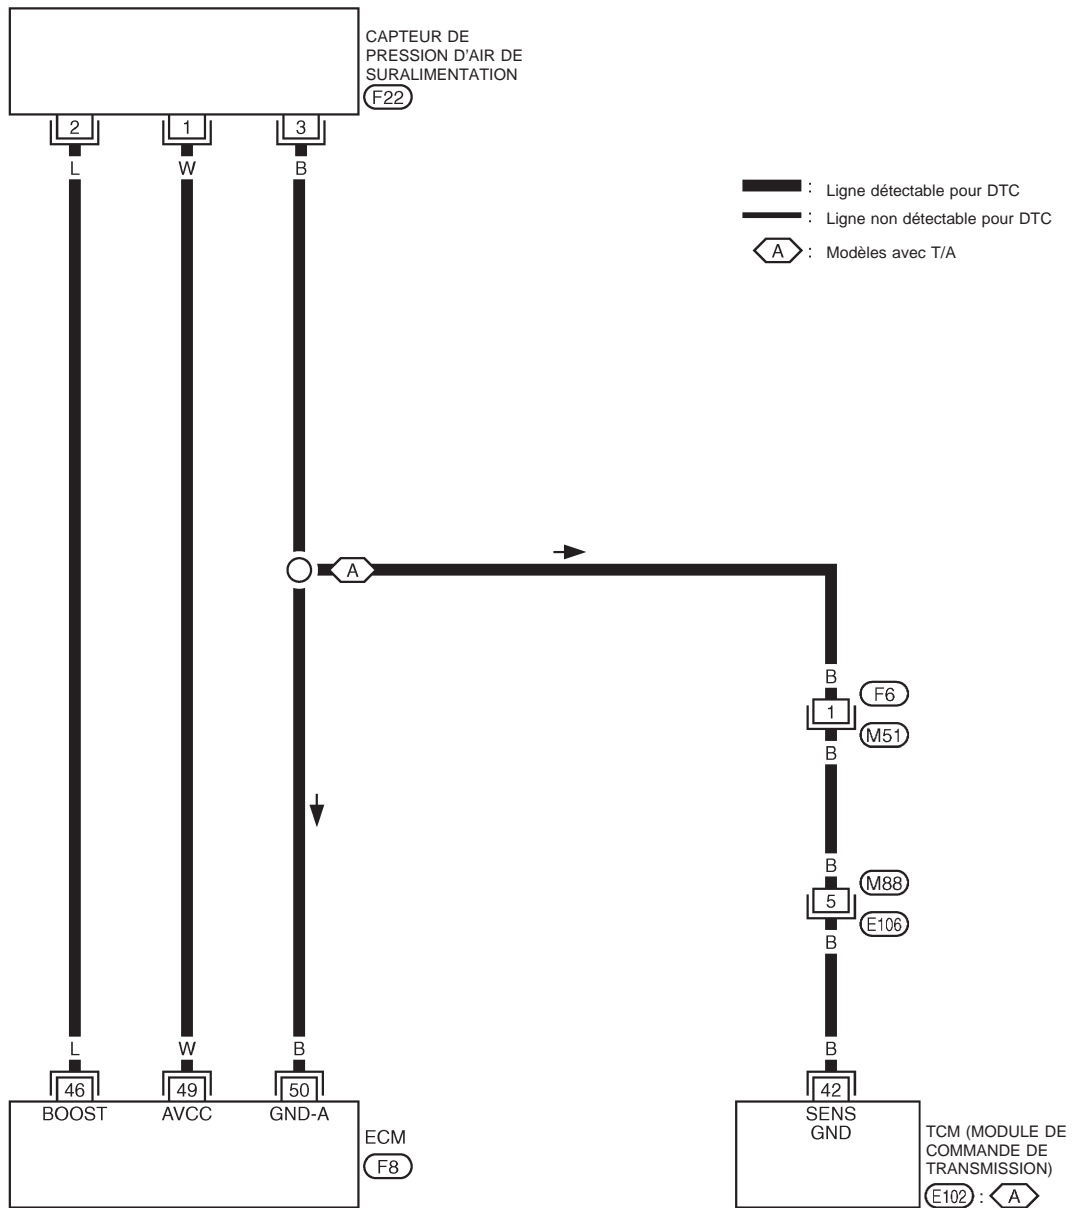 CAPTEUR DE
PRESSION D'AIR DE
SURALIMENTATION
F22
2 1 3
L W B
: Ligne détectable pour DTC
: Ligne non détectable pour DTC
A : Modèles avec T/A
A
B
F6
1
M51
B
B
M88
5
E106
B
L W B B
46 49 50 42
BOOST AVCC GND-A SENS
GND
ECM
F8
TCM (MODULE DE
COMMANDE DE
TRANSMISSION)
E102 : A